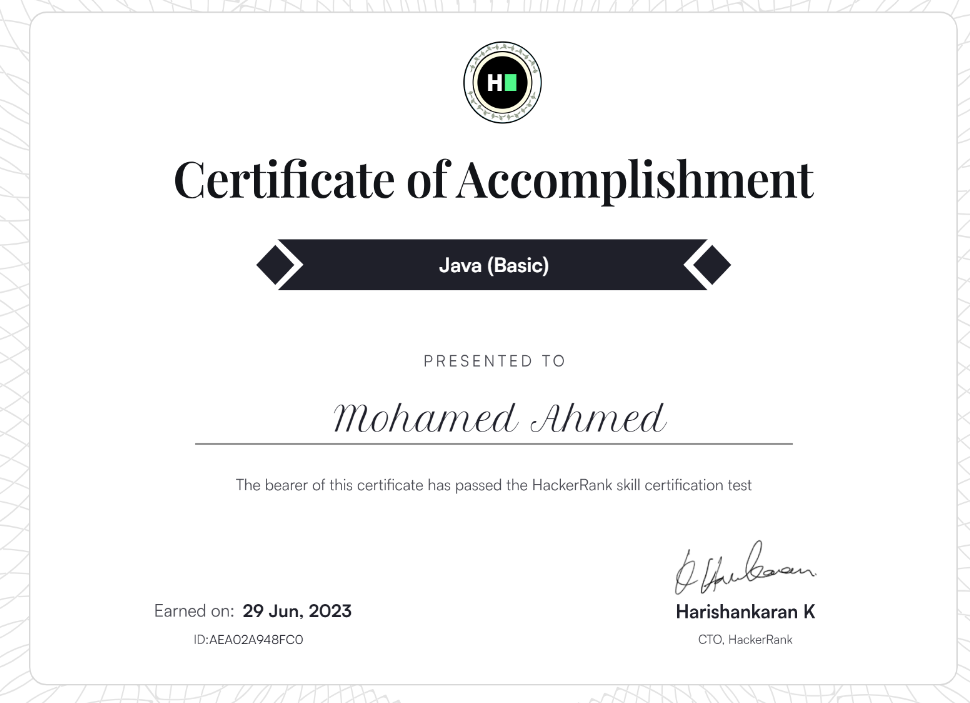 H
Certificate of Accomplishment
Java (Basic)
PRESENTED TO
Mohamed Ahmed
The bearer of this certificate has passed the HackerRank skill certification test
Earned on: 29 Jun, 2023
ID:AEA02A948FC0
Harishankaran K
CTO, HackerRank